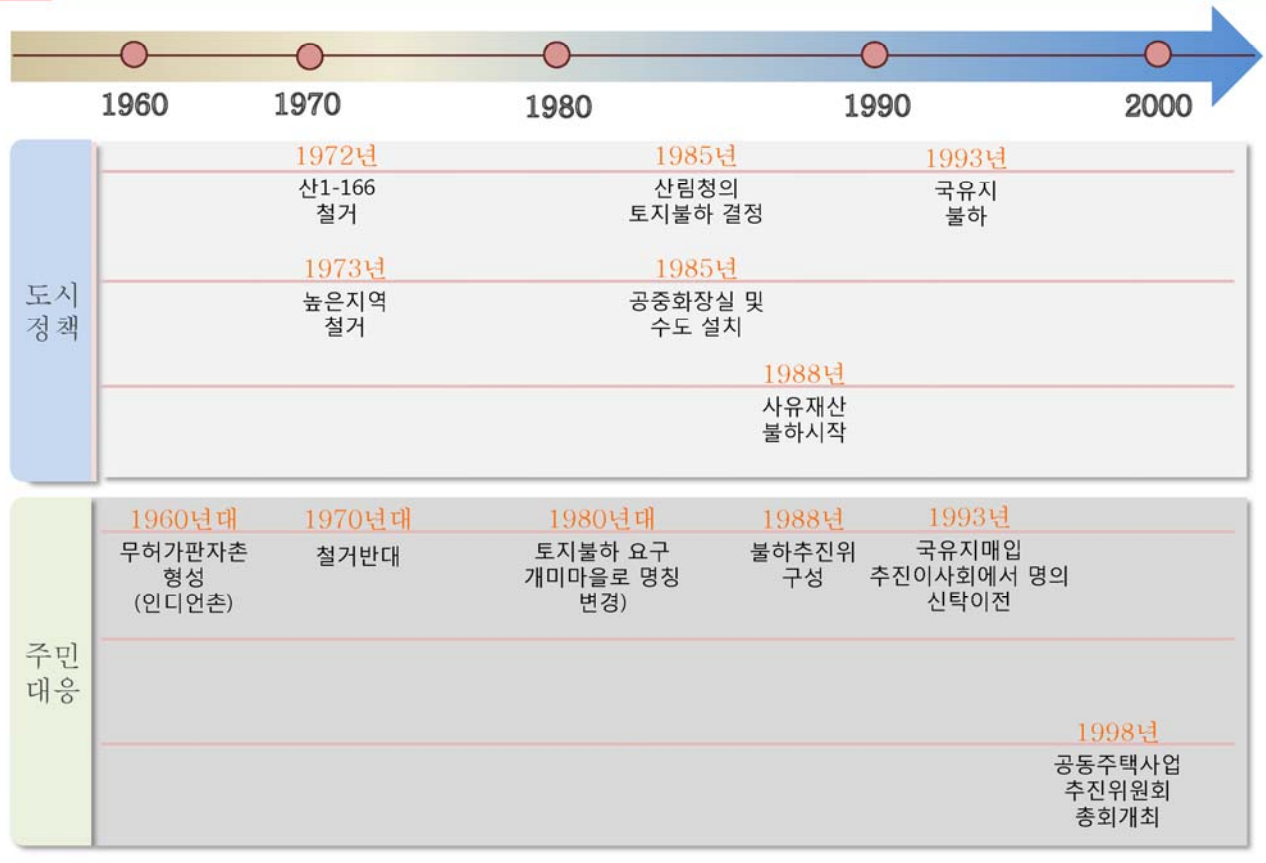 1960
1970
1980
1990
2000
도시
정책
1972년
산1-166
철거
1985년
산림청의
토지불하 결정
1993년
국유지
불하
1973년
높은지역
철거
1985년
공중화장실 및
수도 설치
1988년
사유재산
불하시작
주민
대응
1960년대
무허가판자촌
형성
(인디언촌)
1970년대
철거반대
1980년대
토지불하 요구
개미마을로 명칭
변경)
1988년
불하추진위
구성
1993년
국유지매입
추진이사회에서 명의
신탁이전
1998년
공동주택사업
추진위원회
총회개최